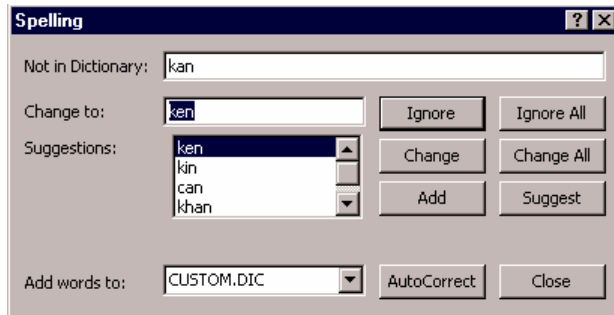 Spelling
Not in Dictionary: kan
Change to: ken Ignore Ignore All
Suggestions: ken Change Change All
kin
can Add Suggest
khan
Add words to: CUSTOM.DIC AutoCorrect Close